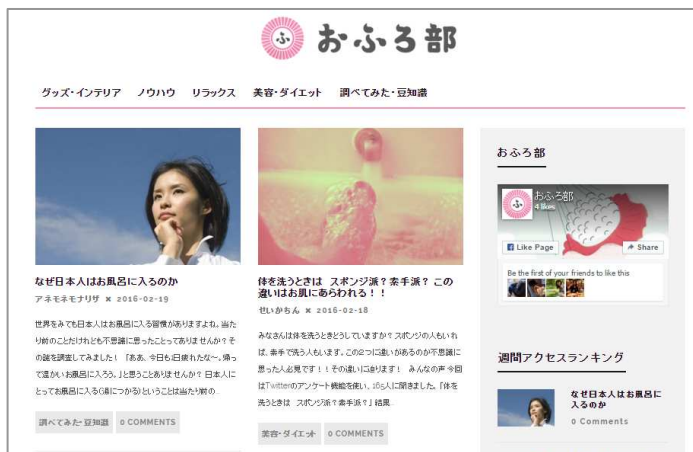 ふ おふろ部
グッズ・インテリア ノウハウ リラックス 美容・ダイエット 調べてみた・豆知識
なぜ日本人はお風呂に入るのか
アネモネモナリザ × 2016-02-19
世界をみても日本人はお風呂に入る習慣がありますよね。当た
り前のことだけれども不思議に思ったことってありませんか？そ
の謎を調査してみました！ 「ああ、今日も1日疲れたな〜。帰っ
て温かいお風呂に入ろう。」と思うことありませんか？ 日本人に
とってお風呂に入る(湯につかる)ということは当たり前の
調べてみた・豆知識 0 COMMENTS
体を洗うときは スポンジ派？素手派？ この
違いはお肌にあらわれる！！
せいかちん × 2016-02-18
みなさんは体を洗うときどうしていますか？スポンジの人もいれ
ば、素手で洗う人もいます。この2つに違いがあるのか不思議に
思った人必見です！！その違いに迫ります！ みんなの声 今回
はTwitterのアンケート機能を使い、165人に聞きました。「体を
洗うときは スポンジ派？素手派？」結果
美容・ダイエット 0 COMMENTS
おふろ部
おふろ部
4 likes
Like Page Share
Be the first of your friends to like this
週間アクセスランキング
なぜ日本人はお風呂に
入るのか
0 Comments